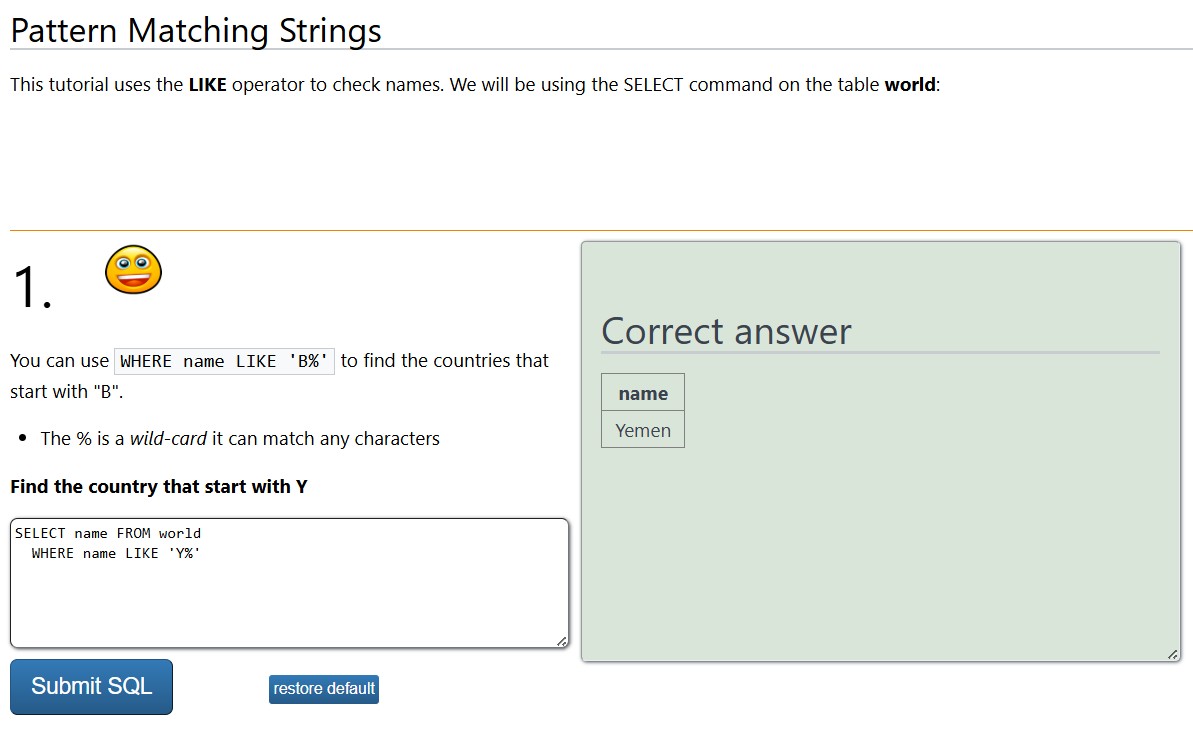 Pattern Matching Strings
This tutorial uses the LIKE operator to check names. We will be using the SELECT command on the table world:
1.
You can use WHERE name LIKE 'B%' to find the countries that
start with "B".
• The % is a wild-card it can match any characters
Find the country that start with Y
SELECT name FROM world
WHERE name LIKE 'Y%'
Submit SQL
restore default
Correct answer
name
Yemen